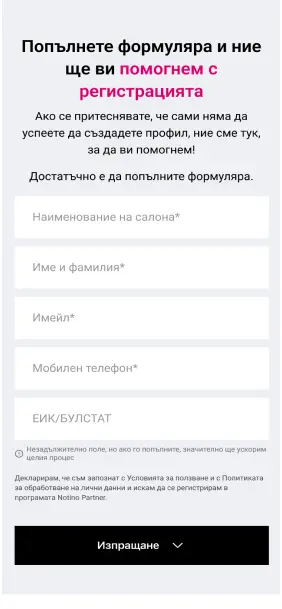 Попълнете формуляра и ние
ще ви помогнем с
регистрацията
Ако се притеснявате, че сами няма да
успеете да създадете профил, ние сме тук,
за да ви помогнем!
Достатъчно е да попълните формуляра.
Наименование на салона*
Име и фамилия*
Имейл*
Мобилен телефон*
ЕИК/БУЛСТАТ
Незадължително поле, но ако го попълните, значително ще ускорим
целия процес
Декларирам, че съм запознат с Условията за ползване и с Политиката
за обработване на лични данни и искам да се регистрирам в
програмата Notino Partner.
Изпращане